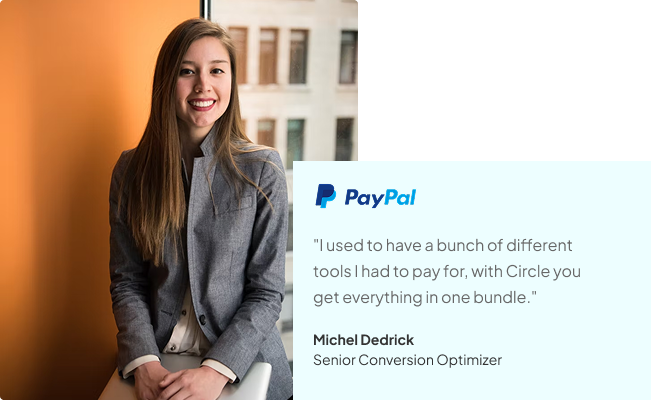 PayPal
"I used to have a bunch of different
tools I had to pay for, with Circle you
get everything in one bundle."
Michel Dedrick
Senior Conversion Optimizer